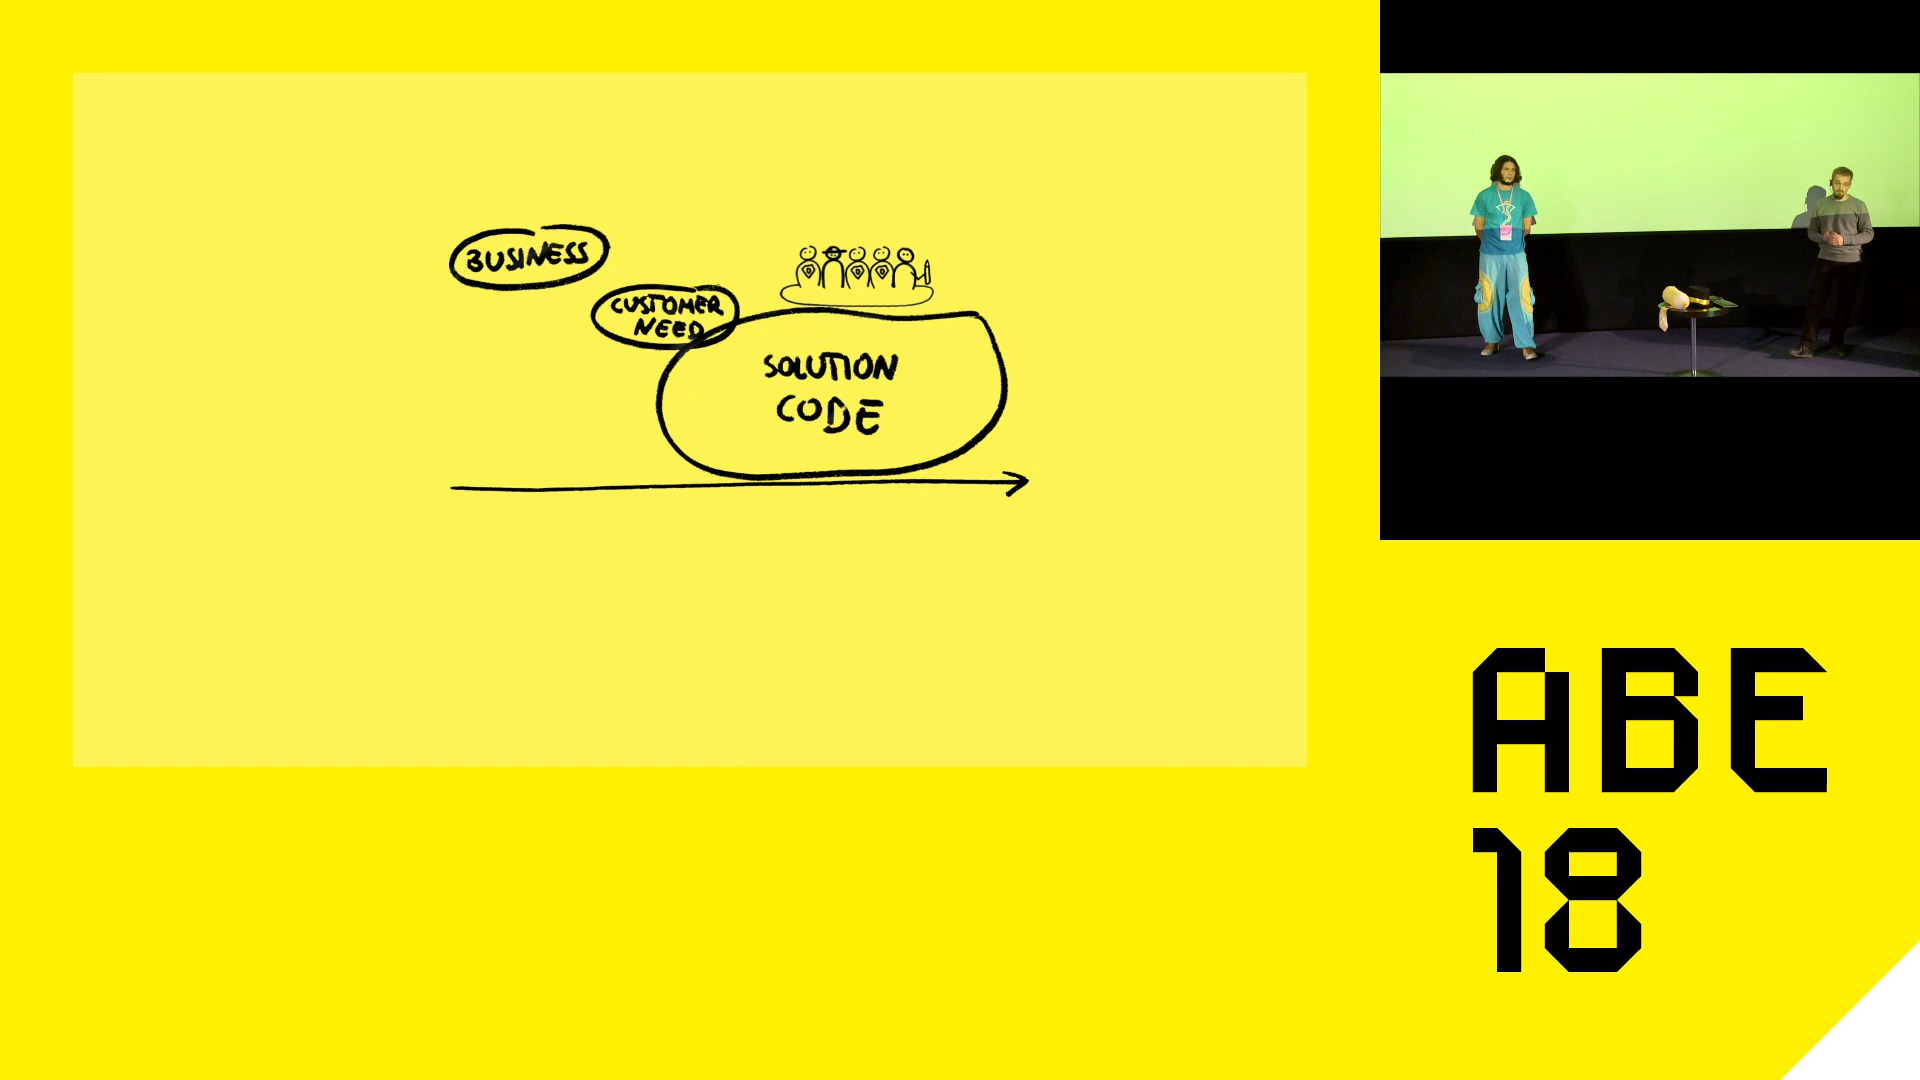 BUSINESS
CUSTOMER
NEED
SOLUTION
CODE
ABE
18